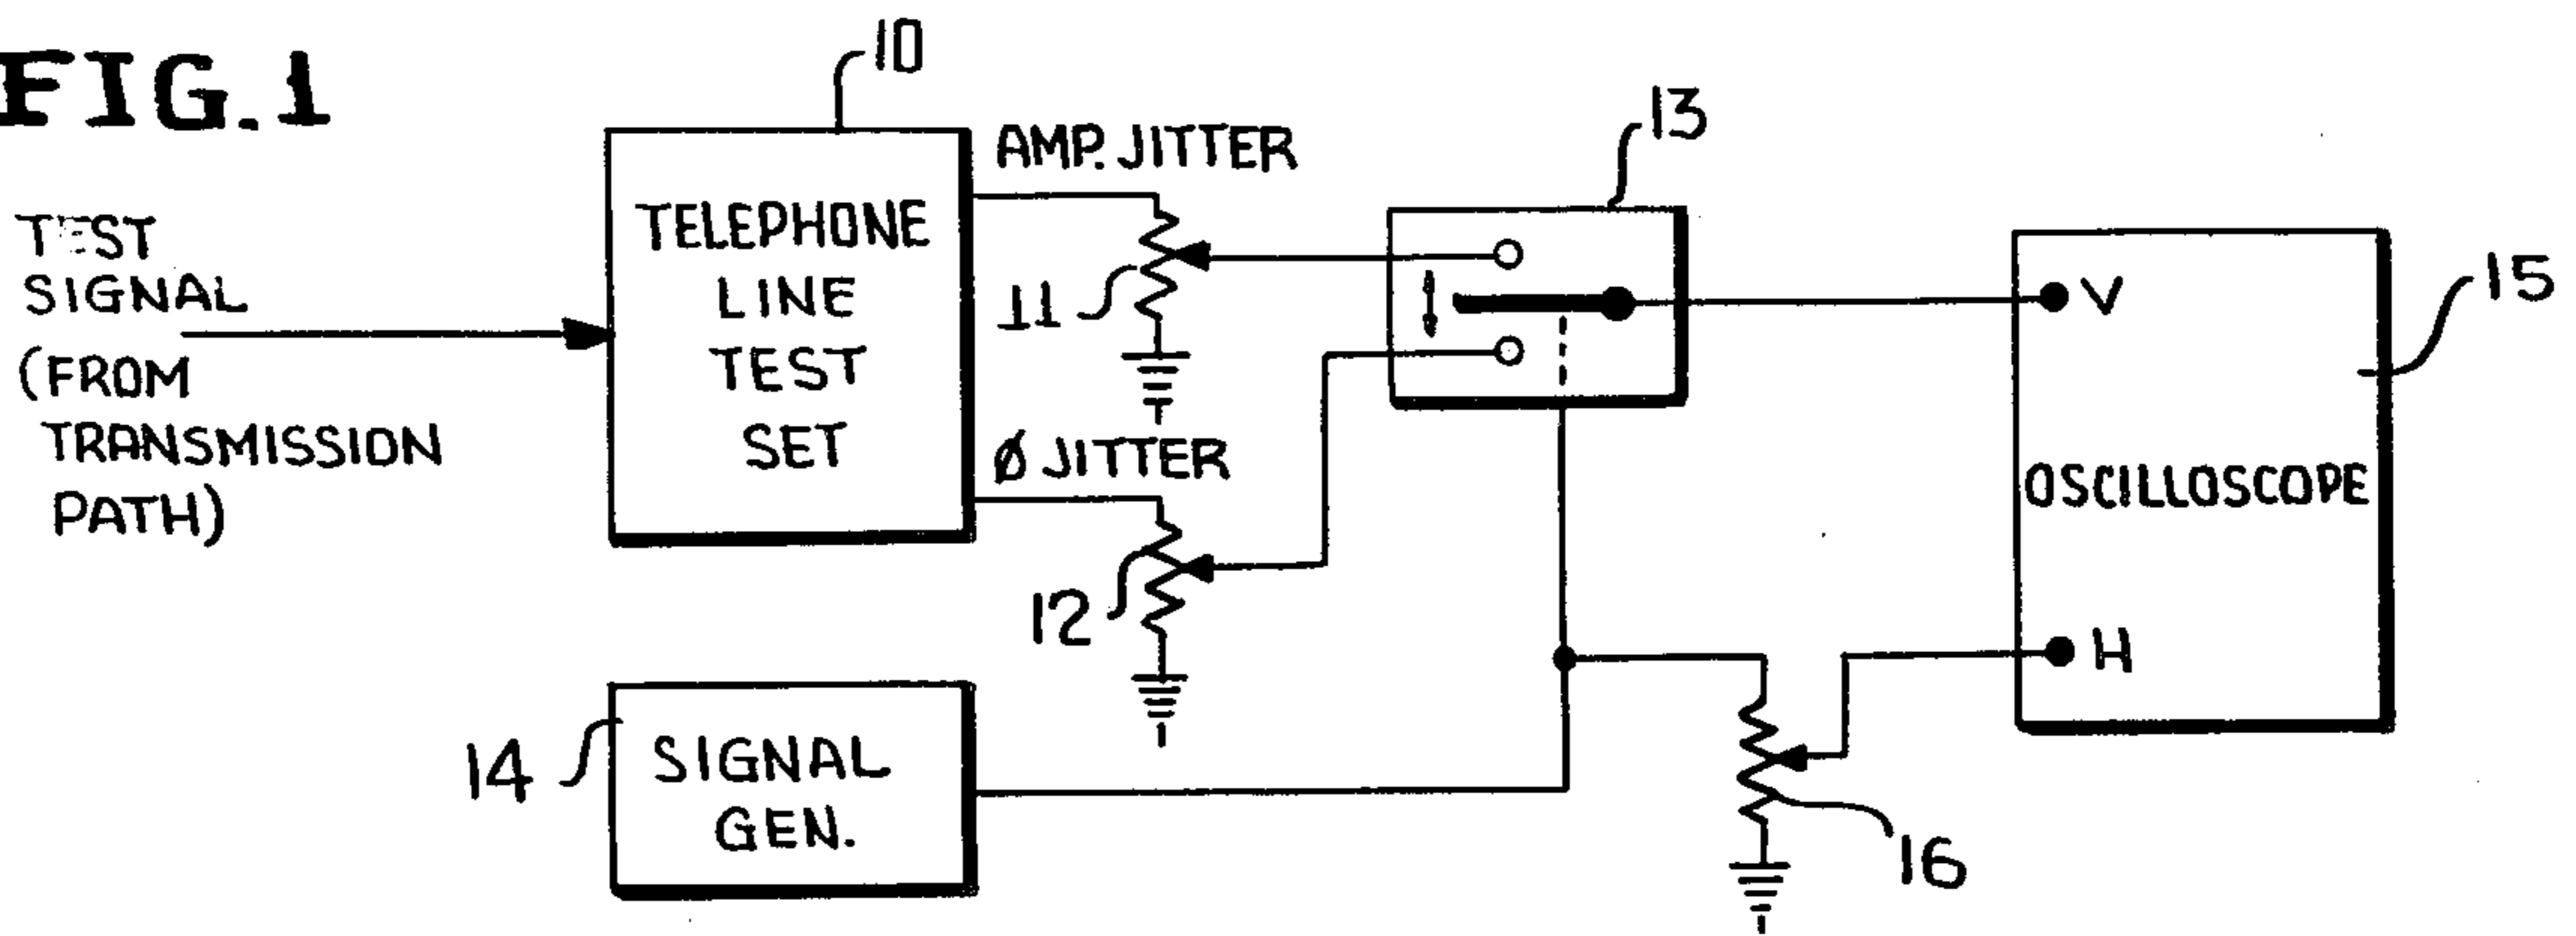 FIG. 1
10
13
AMP. JITTER
TEST
SIGNAL
(FROM
TRANSMISSION
PATH)
TELEPHONE
LINE
TEST
SET
11
V
15
Ø JITTER
OSCILLOSCOPE
12
H
14
SIGNAL
GEN.
16